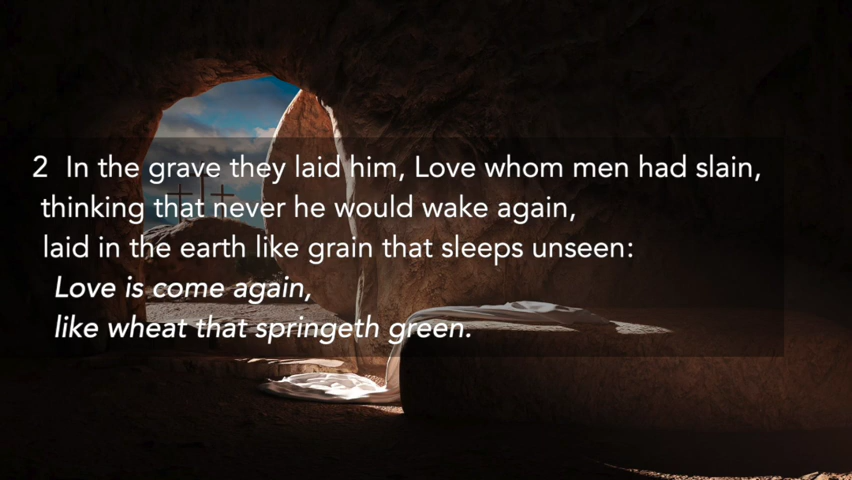 2 In the grave they laid him, Love whom men had slain,
thinking that never he would wake again,
laid in the earth like grain that sleeps unseen:
Love is come again,
like wheat that springeth green.